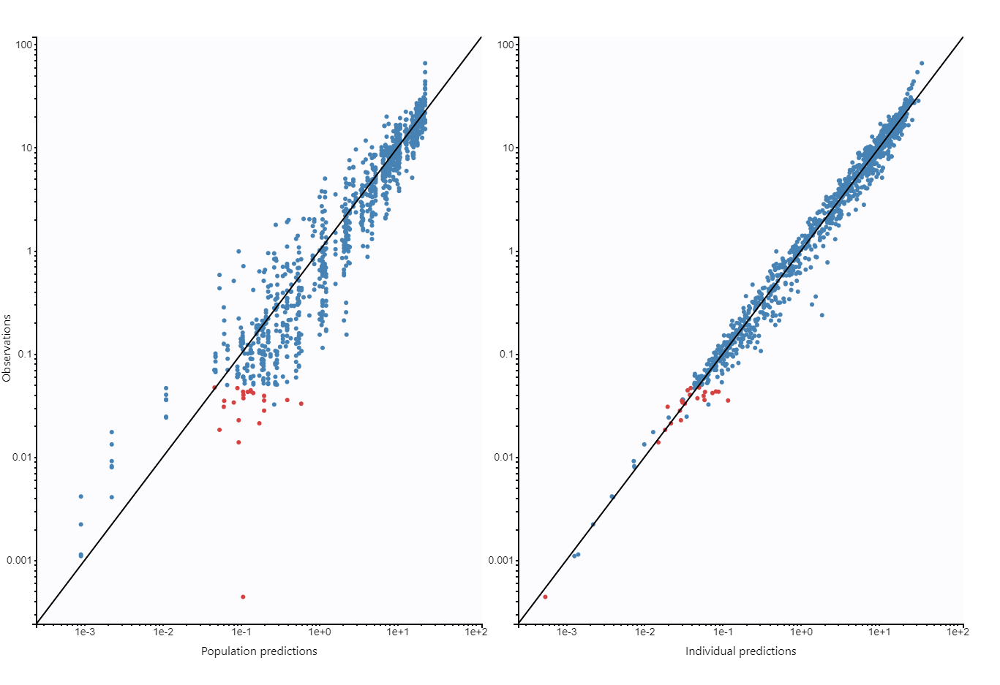 100
10
1
0.1
0.01
0.001
Observations
1e-3 1e-2 1e-1 1e+0 1e+1 1e+2
Population predictions
100
10
1
0.1
0.01
0.001
1e-3 1e-2 1e-1 1e+0 1e+1 1e+2
Individual predictions